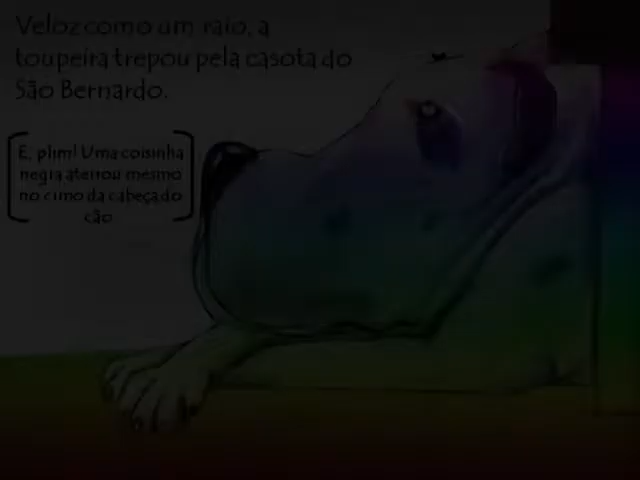 Veloz como um raio, a
toupeira trepou pela casota do
São Bernardo.
E, plim! Uma coisinha
negra aterrou mesmo
no cimo da cabeça do
cão